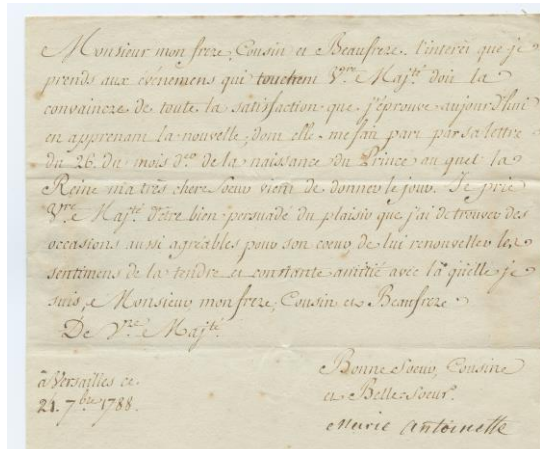 Monsieur mon frere, Cousin et Beaufrere. l'interêt que je
prends aux évenemens qui touchent V.re Maj.té doit la
convaincre de toute la satisfaction que j'éprouve aujourd'hui
en apprenant la nouvelle, dont elle me fait part par sa lettre
du 26. du mois d.er de la naissance du Prince au quel la
Reine ma très chere Soeur vient de donner le jour. Je prie
V.re Maj.té d'être bien persuadé du plaisir que j'ai de trouver des
occasions aussi agréables pour son coeur de lui renouveller les
sentimens de la tendre et constante amitié avec la quelle je
suis, Monsieur mon frere, Cousin et Beaufrere
De V.re Maj.té
Bonne Soeur, Cousine
et Belle-Soeur.
Marie Antoinette
à Versailles ce
21. 7.bre 1788.